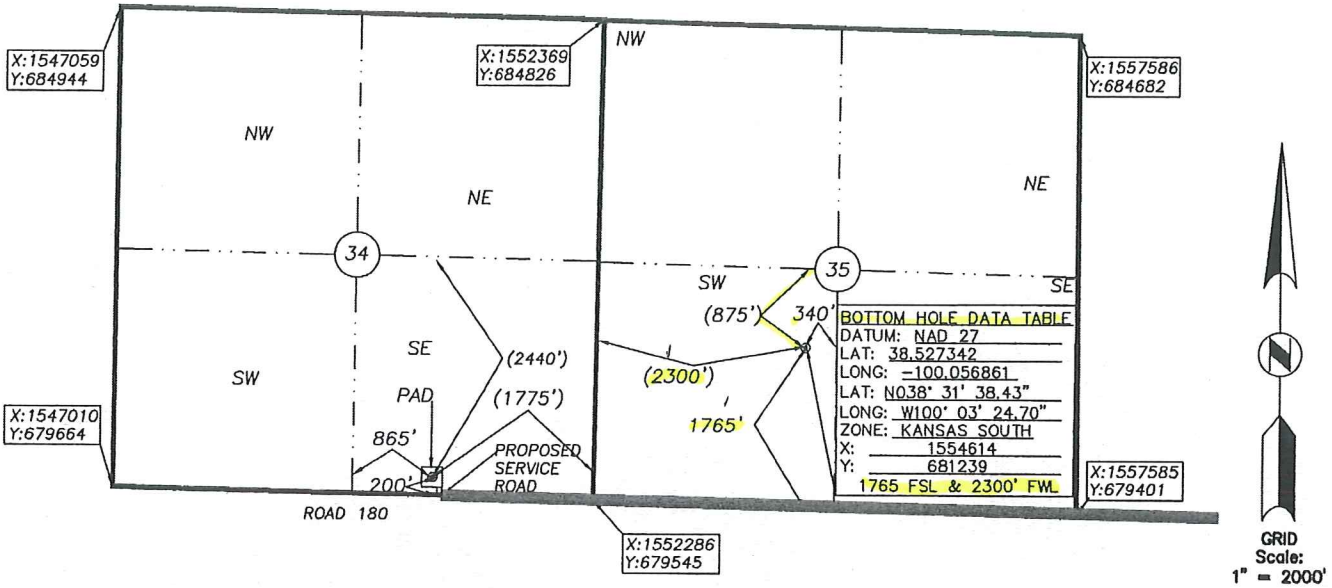 X:1547059
Y:684944
X:1552369
Y:684826
NW
X:1557586
Y:684682
NW
NE
NE
34
35
SW
SE
(875')
340'
BOTTOM HOLE DATA TABLE
DATUM: NAD 27
LAT: 38.527342
LONG: -100.056861
LAT: N038° 31' 38.43"
LONG: W100° 03' 24.70"
ZONE: KANSAS SOUTH
X: 1554614
Y: 681239
1765 FSL & 2300' FWL
SE
(2440')
(2300')
SW
PAD
(1775')
1765'
X:1547010
Y:679664
865'
PROPOSED
SERVICE
ROAD
200'
X:1557585
Y:679401
ROAD 180
X:1552286
Y:679545
N
GRID
Scale:
1" = 2000'